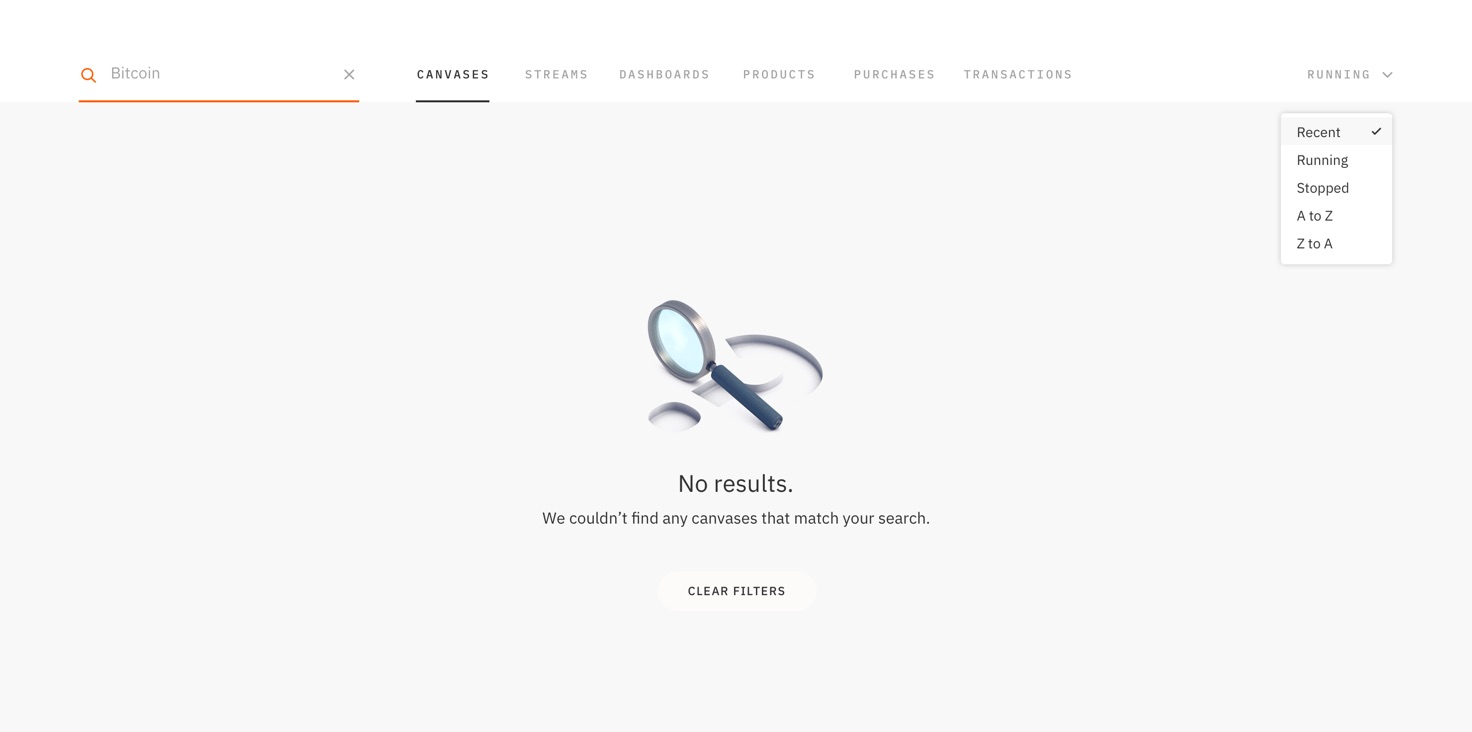 Bitcoin
CANVASES STREAMS DASHBOARDS PRODUCTS PURCHASES TRANSACTIONS RUNNING
Recent
Running
Stopped
A to Z
Z to A
No results.
We couldn’t find any canvases that match your search.
CLEAR FILTERS